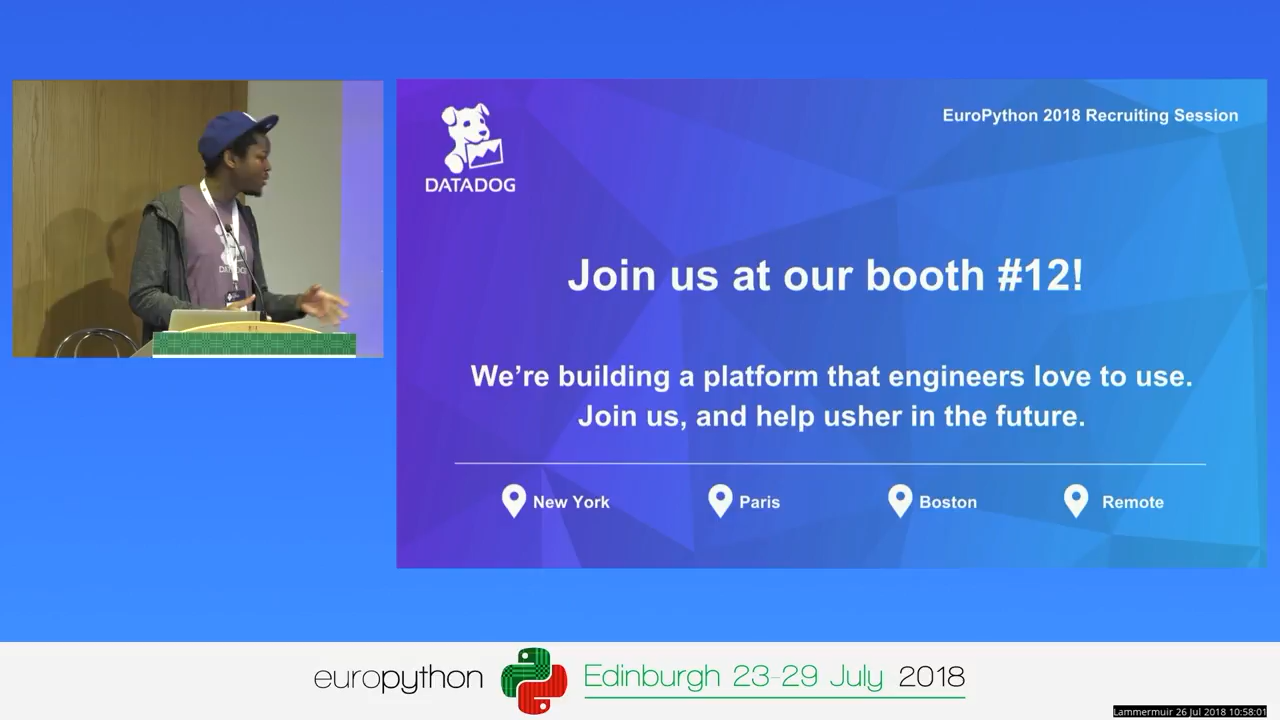 EuroPython 2018 Recruiting Session
DATADOG
Join us at our booth #12!
We’re building a platform that engineers love to use.
Join us, and help usher in the future.
New York
Paris
Boston
Remote
europython
Edinburgh 23-29 July 2018
Lammermuir 26 Jul 2018 10:58:01